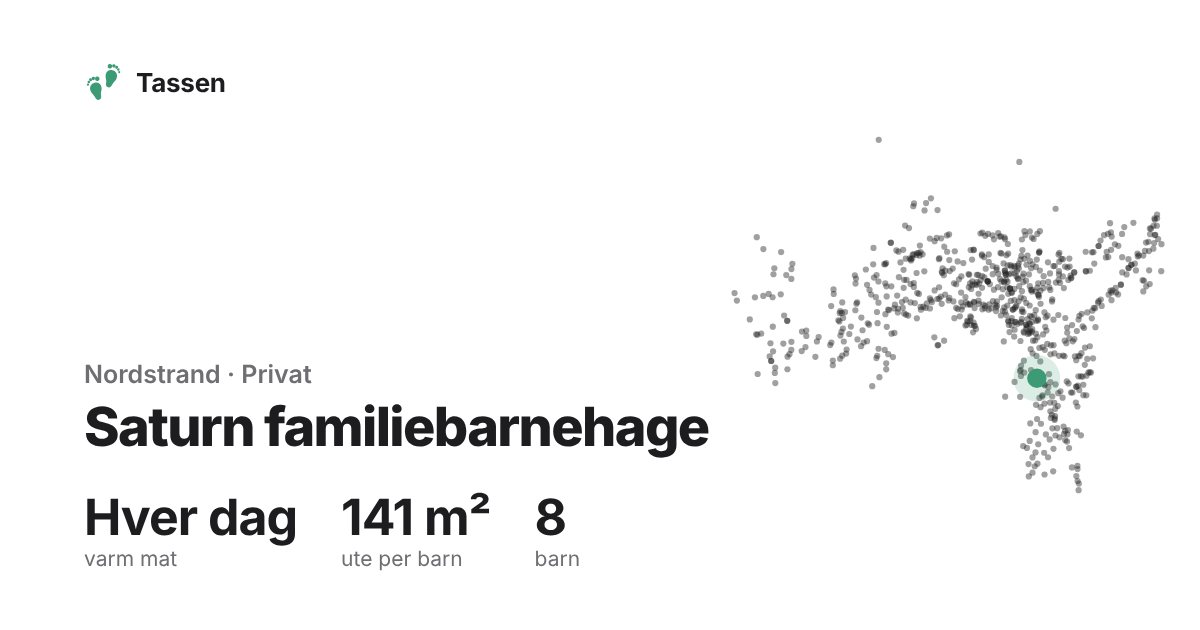 Tassen
Nordstrand · Privat
Saturn familiebarnehage
Hver dag 141 m² 8
varm mat ute per barn barn